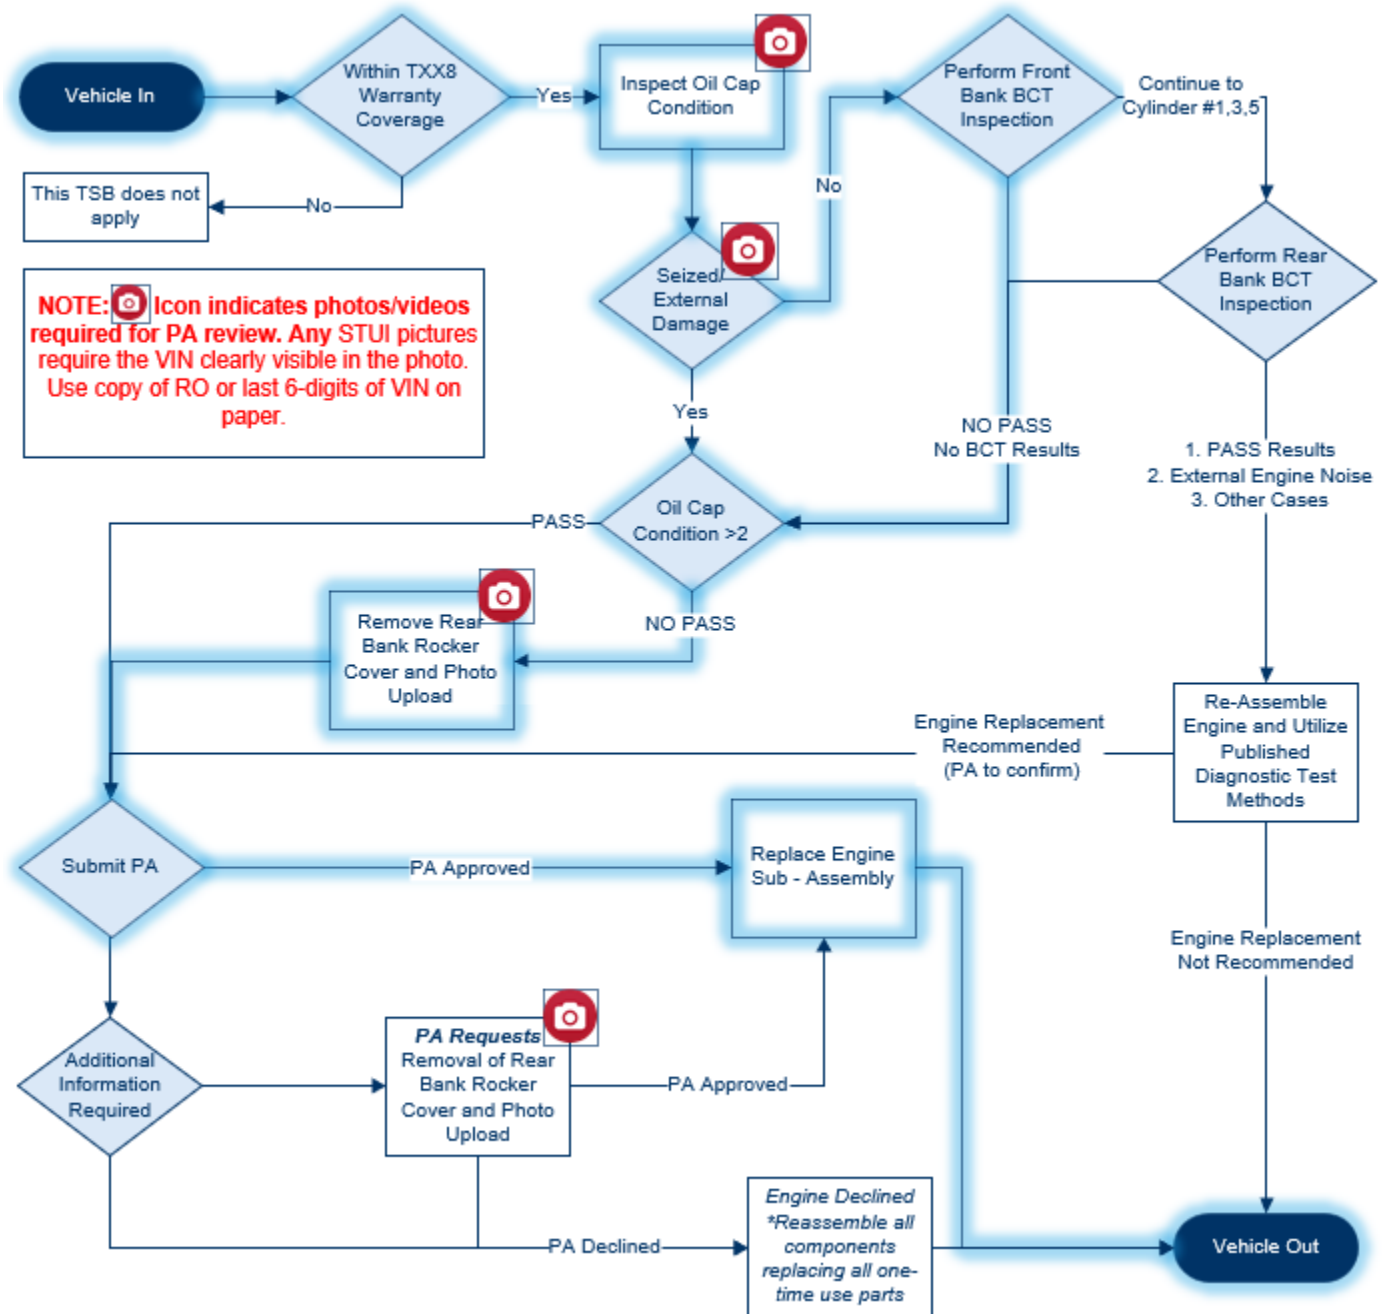 Vehicle In
Within TXX8
Warranty
Coverage
Yes
Inspect Oil Cap
Condition
Perform Front
Bank BCT
Inspection
Continue to
Cylinder #1,3,5
No
This TSB does not
apply
No
Seized/
External
Damage
Perform Rear
Bank BCT
Inspection
NOTE: Icon indicates photos/videos
required for PA review. Any STUI pictures
require the VIN clearly visible in the photo.
Use copy of RO or last 6-digits of VIN on
paper.
Yes
NO PASS
No BCT Results
1. PASS Results
2. External Engine Noise
3. Other Cases
PASS
Oil Cap
Condition >2
NO PASS
Remove Rear
Bank Rocker
Cover and Photo
Upload
Engine Replacement
Recommended
(PA to confirm)
Re-Assemble
Engine and Utilize
Published
Diagnostic Test
Methods
Submit PA
PA Approved
Replace Engine
Sub - Assembly
Engine Replacement
Not Recommended
Additional
Information
Required
PA Requests
Removal of Rear
Bank Rocker
Cover and Photo
Upload
PA Approved
PA Declined
Engine Declined
*Reassemble all
components
replacing all one-
time use parts
Vehicle Out